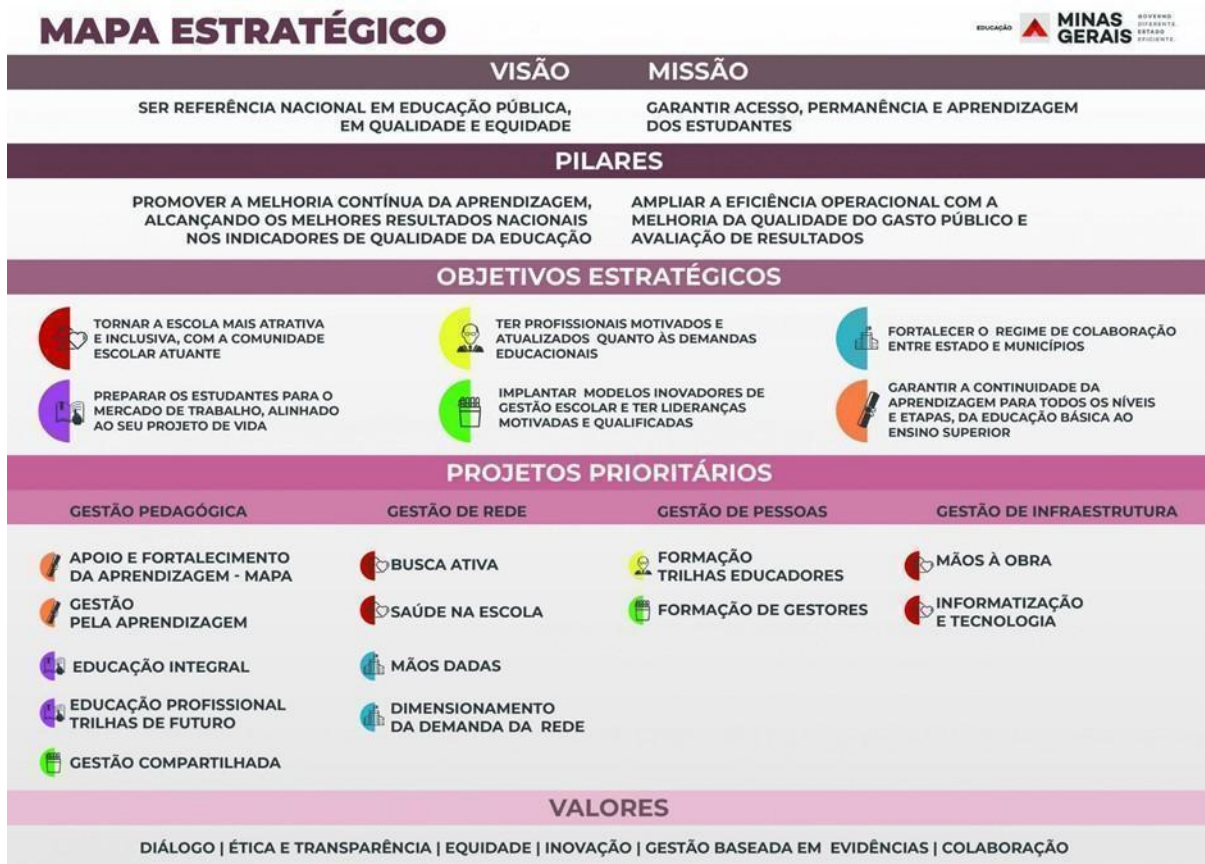 MAPA ESTRATÉGICO
EDUCAÇÃO
MINAS
GERAIS
GOVERNO
DIFERENTE.
ESTADO
EFICIENTE.
VISÃO
SER REFERÊNCIA NACIONAL EM EDUCAÇÃO PÚBLICA,
EM QUALIDADE E EQUIDADE
MISSÃO
GARANTIR ACESSO, PERMANÊNCIA E APRENDIZAGEM
DOS ESTUDANTES
PILARES
PROMOVER A MELHORIA CONTÍNUA DA APRENDIZAGEM,
ALCANÇANDO OS MELHORES RESULTADOS NACIONAIS
NOS INDICADORES DE QUALIDADE DA EDUCAÇÃO
AMPLIAR A EFICIÊNCIA OPERACIONAL COM A
MELHORIA DA QUALIDADE DO GASTO PÚBLICO E
AVALIAÇÃO DE RESULTADOS
OBJETIVOS ESTRATÉGICOS
TORNAR A ESCOLA MAIS ATRATIVA
E INCLUSIVA, COM A COMUNIDADE
ESCOLAR ATUANTE
TER PROFISSIONAIS MOTIVADOS E
ATUALIZADOS QUANTO ÀS DEMANDAS
EDUCACIONAIS
FORTALECER O REGIME DE COLABORAÇÃO
ENTRE ESTADO E MUNICÍPIOS
PREPARAR OS ESTUDANTES PARA O
MERCADO DE TRABALHO, ALINHADO
AO SEU PROJETO DE VIDA
IMPLANTAR MODELOS INOVADORES DE
GESTÃO ESCOLAR E TER LIDERANÇAS
MOTIVADAS E QUALIFICADAS
GARANTIR A CONTINUIDADE DA
APRENDIZAGEM PARA TODOS OS NÍVEIS
E ETAPAS, DA EDUCAÇÃO BÁSICA AO
ENSINO SUPERIOR
PROJETOS PRIORITÁRIOS
GESTÃO PEDAGÓGICA
APOIO E FORTALECIMENTO
DA APRENDIZAGEM - MAPA
GESTÃO
PELA APRENDIZAGEM
EDUCAÇÃO INTEGRAL
EDUCAÇÃO PROFISSIONAL
TRILHAS DE FUTURO
GESTÃO COMPARTILHADA
GESTÃO DE REDE
BUSCA ATIVA
SAÚDE NA ESCOLA
MÃOS DADAS
DIMENSIONAMENTO
DA DEMANDA DA REDE
GESTÃO DE PESSOAS
FORMAÇÃO
TRILHAS EDUCADORES
FORMAÇÃO DE GESTORES
GESTÃO DE INFRAESTRUTURA
MÃOS À OBRA
INFORMATIZAÇÃO
E TECNOLOGIA
VALORES
DIÁLOGO | ÉTICA E TRANSPARÊNCIA | EQUIDADE | INOVAÇÃO | GESTÃO BASEADA EM EVIDÊNCIAS | COLABORAÇÃO